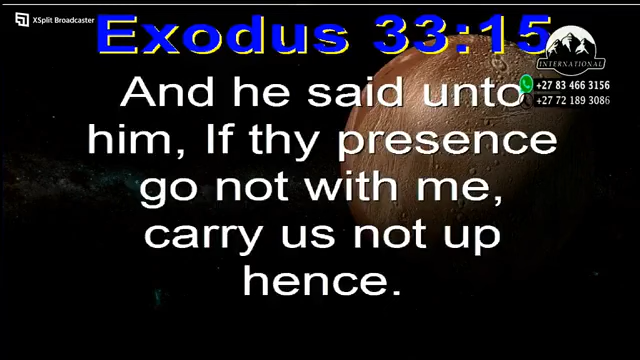 XSplit Broadcaster
Exodus 33:15
INTERNATIONAL
+27 83 466 3156
+27 72 189 3086
And he said unto
him, If thy presence
go not with me,
carry us not up
hence.